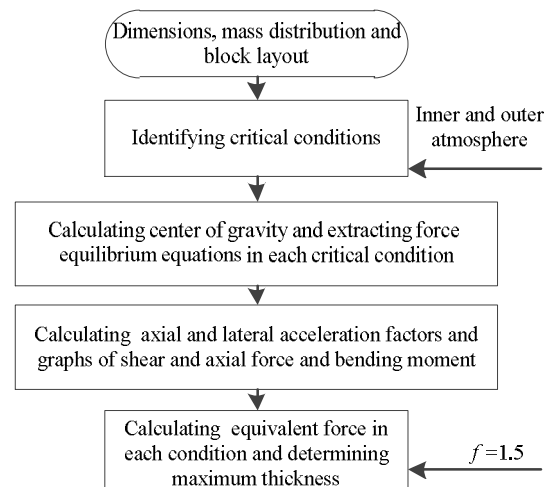 Dimensions, mass distribution and
block layout
Identifying critical conditions
Inner and outer
atmosphere
Calculating center of gravity and extracting force
equilibrium equations in each critical condition
Calculating axial and lateral acceleration factors and
graphs of shear and axial force and bending moment
Calculating equivalent force in
each condition and determining
maximum thickness
f=1.5